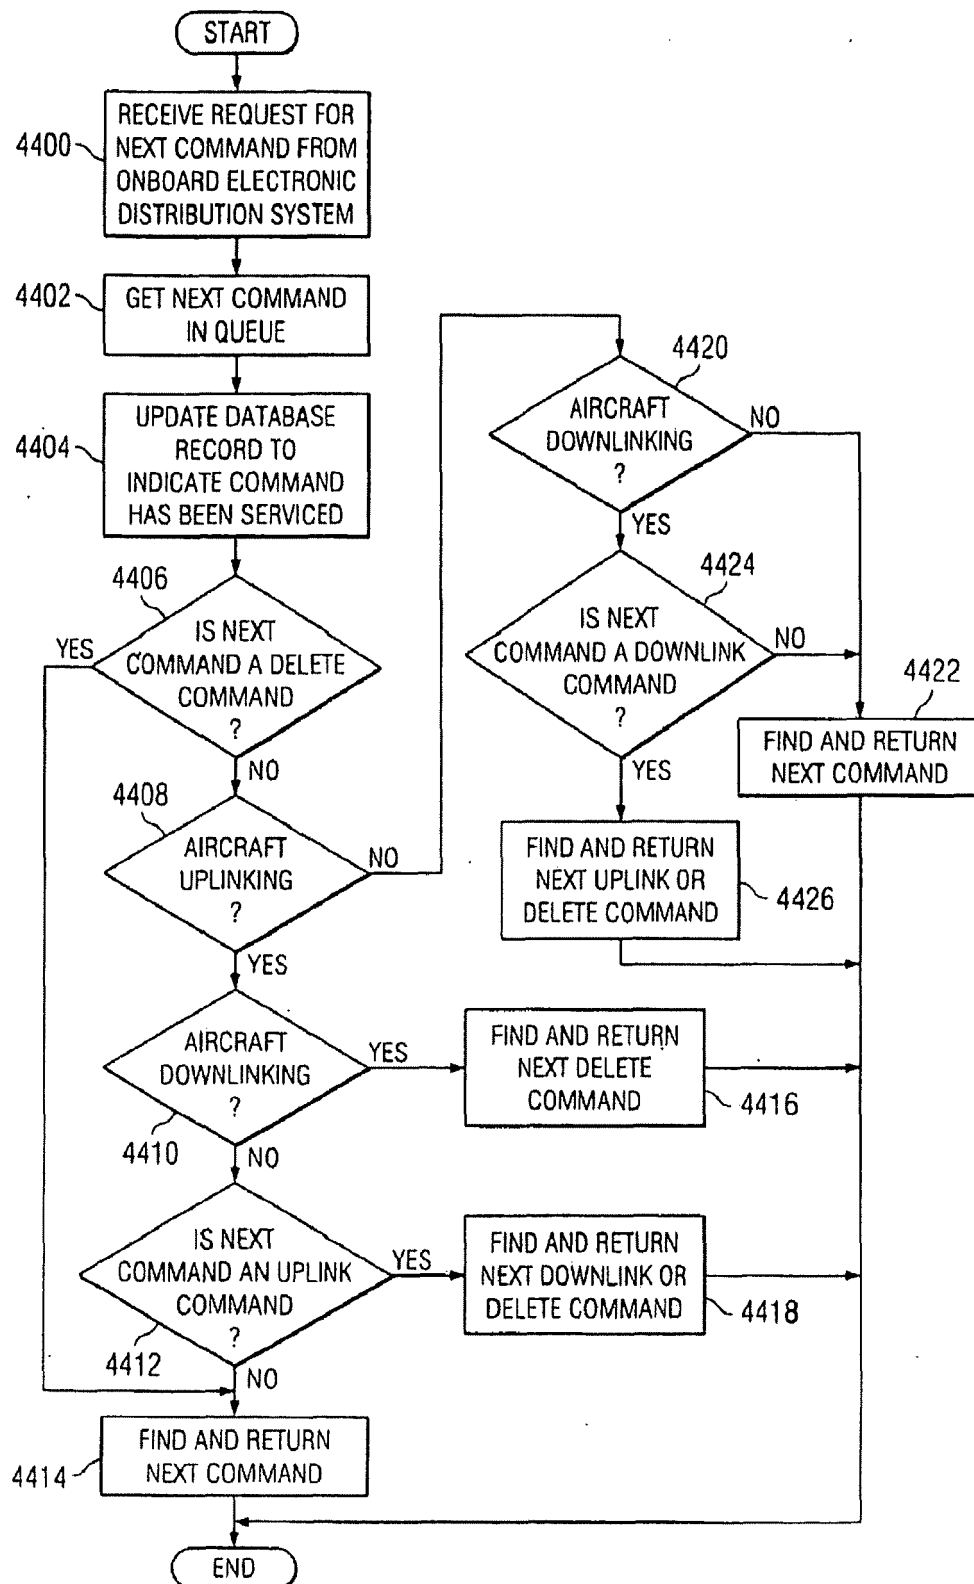 START
RECEIVE REQUEST FOR
NEXT COMMAND FROM
ONBOARD ELECTRONIC
DISTRIBUTION SYSTEM
4400
GET NEXT COMMAND
IN QUEUE
4402
UPDATE DATABASE
RECORD TO
INDICATE COMMAND
HAS BEEN SERVICED
4404
4406
IS NEXT
COMMAND A DELETE
COMMAND
?
YES
NO
4408
AIRCRAFT
UPLINKING
?
NO
YES
AIRCRAFT
DOWNLINKING
?
4410
YES
NO
IS NEXT
COMMAND AN UPLINK
COMMAND
?
4412
YES
NO
FIND AND RETURN
NEXT COMMAND
4414
END
4420
AIRCRAFT
DOWNLINKING
?
NO
YES
4424
IS NEXT
COMMAND A DOWNLINK
COMMAND
?
NO
YES
4422
FIND AND RETURN
NEXT COMMAND
FIND AND RETURN
NEXT UPLINK OR
DELETE COMMAND
4426
FIND AND RETURN
NEXT DELETE
COMMAND
4416
FIND AND RETURN
NEXT DOWNLINK OR
DELETE COMMAND
4418